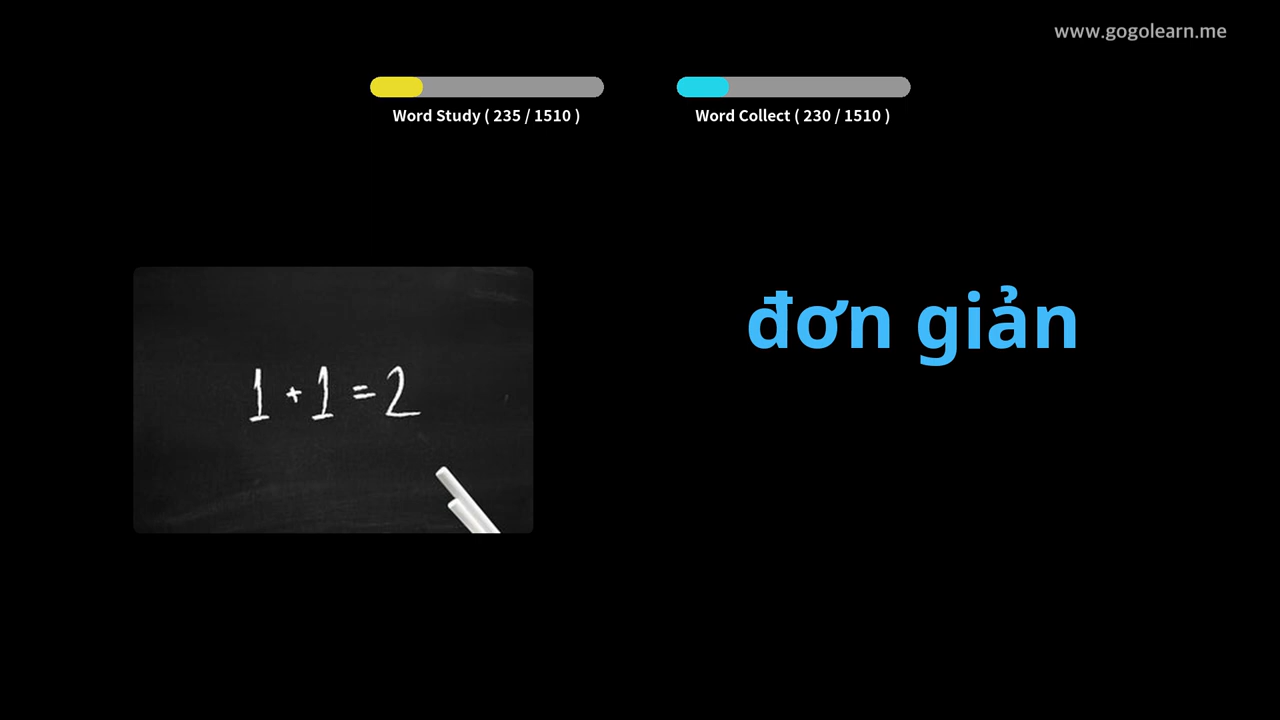 www.gogolearn.me
Word Study ( 235 / 1510 )
Word Collect ( 230 / 1510 )
đơn giản
1 + 1 = 2